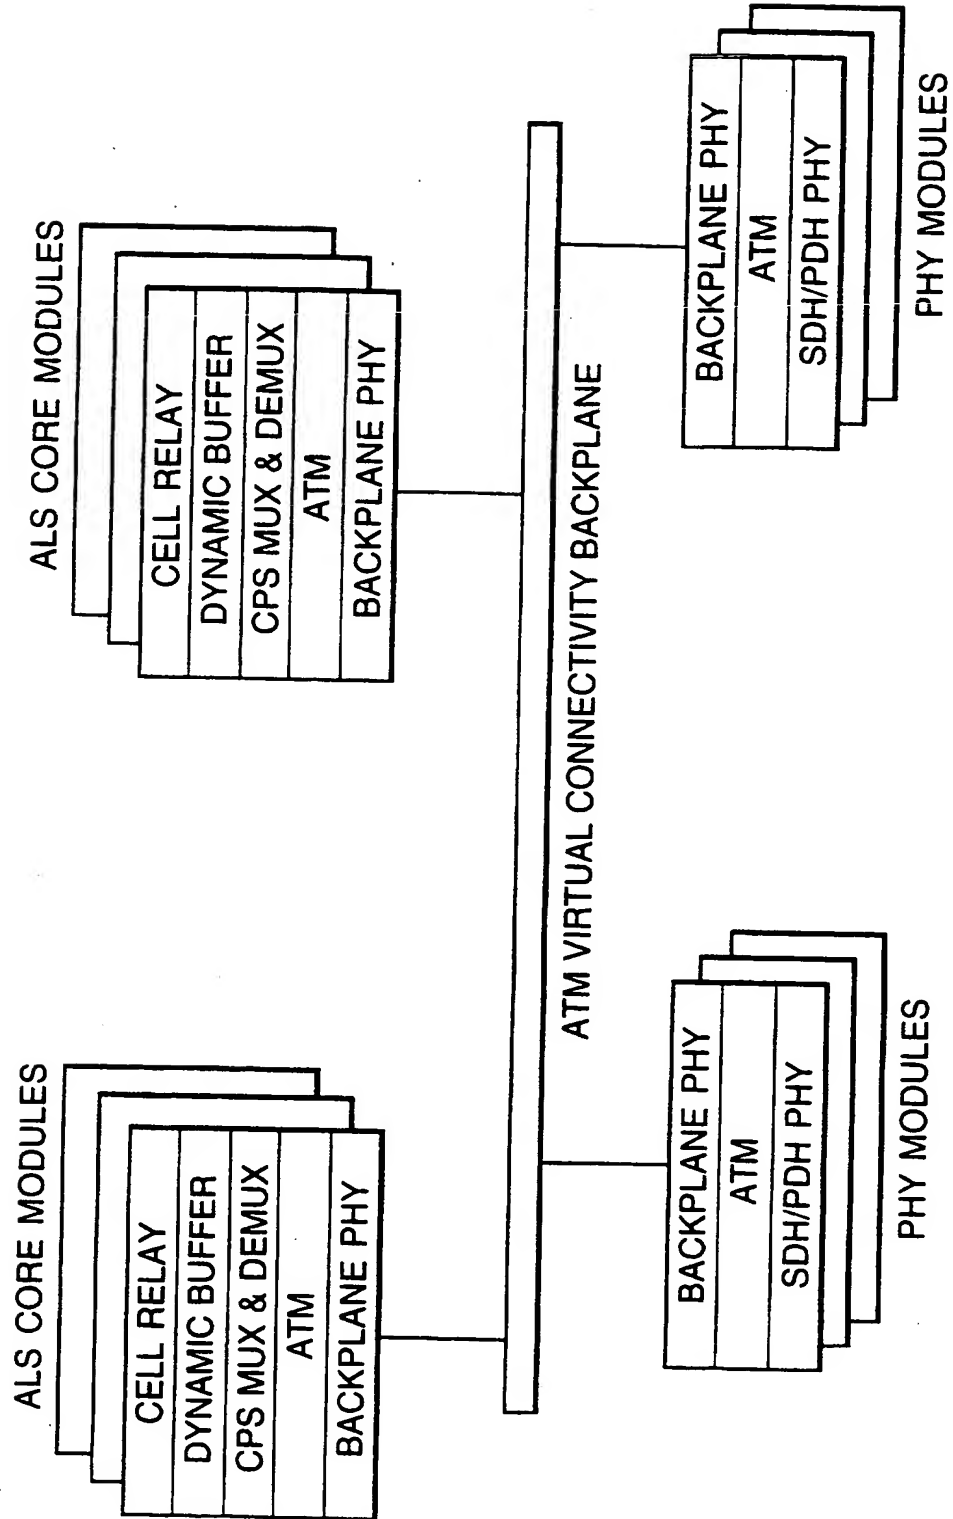 ALS CORE MODULES
CELL RELAY
DYNAMIC BUFFER
CPS MUX & DEMUX
ATM
BACKPLANE PHY
ALS CORE MODULES
CELL RELAY
DYNAMIC BUFFER
CPS MUX & DEMUX
ATM
BACKPLANE PHY
ATM VIRTUAL CONNECTIVITY BACKPLANE
BACKPLANE PHY
ATM
SDH/PDH PHY
PHY MODULES
BACKPLANE PHY
ATM
SDH/PDH PHY
PHY MODULES